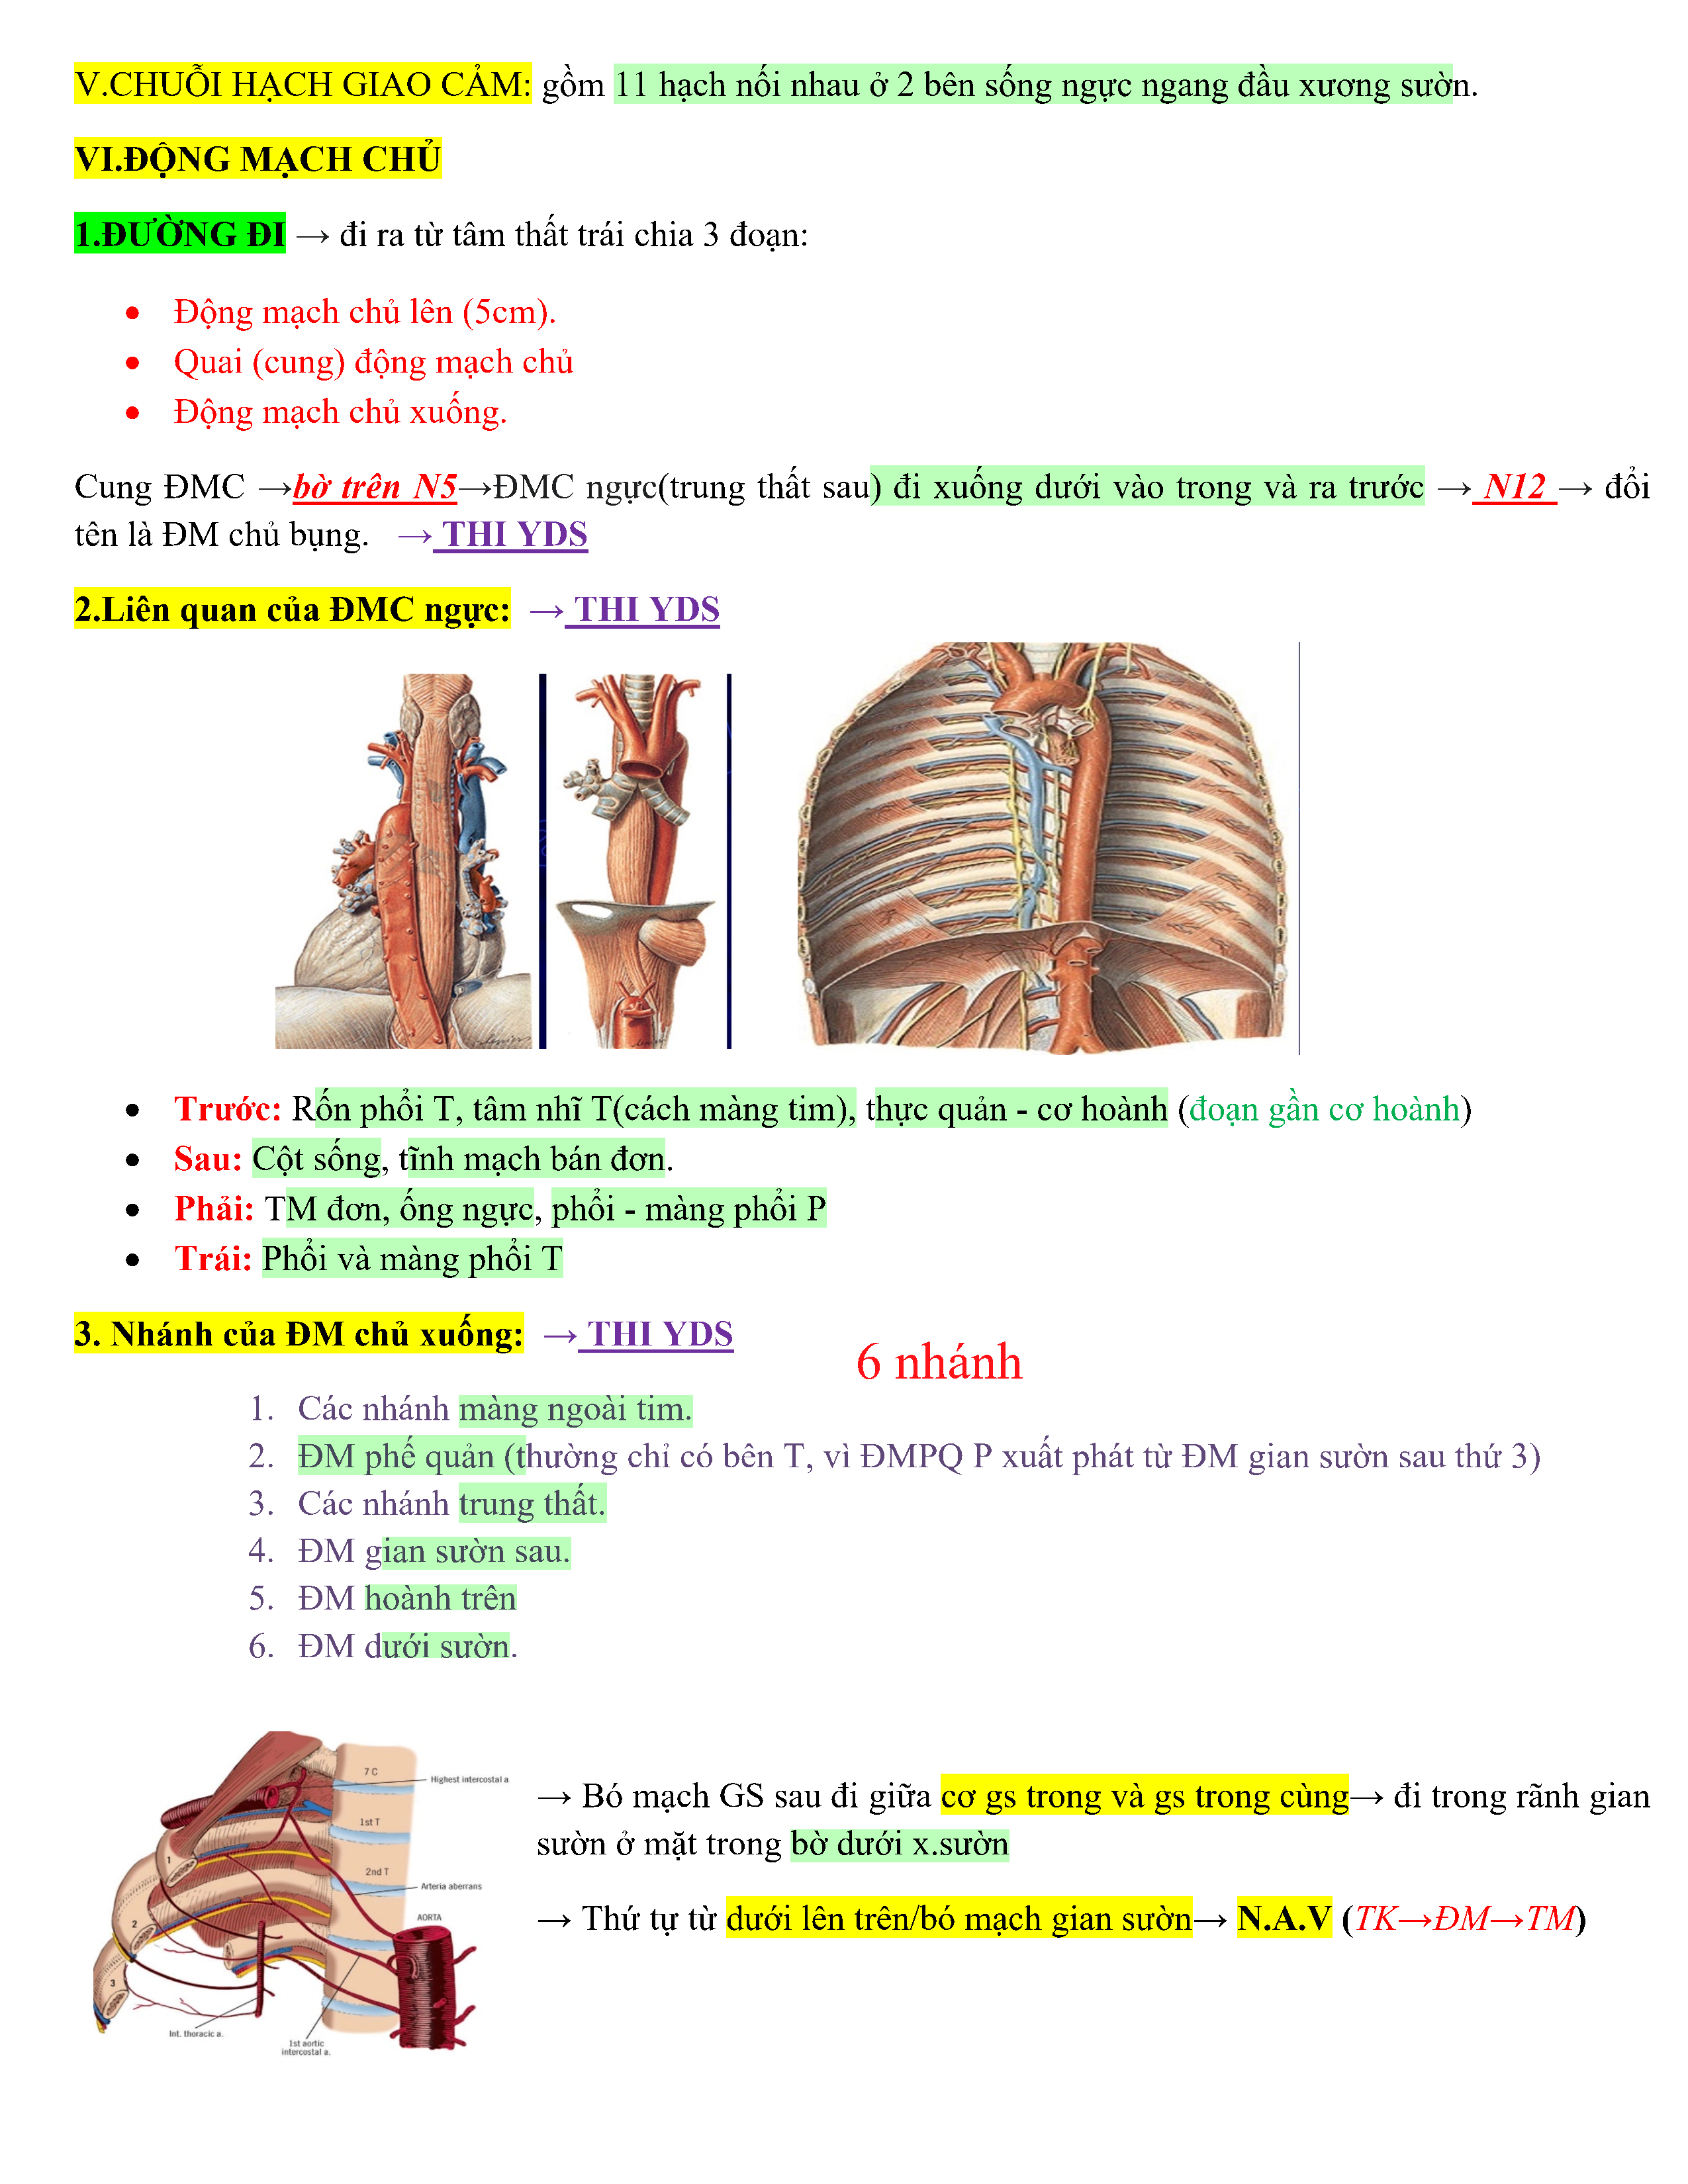 V.CHUỖI HẠCH GIAO CẢM: gồm 11 hạch nối nhau ở 2 bên sống ngực ngang đầu xương sườn.
VI.ĐỘNG MẠCH CHỦ
1.ĐƯỜNG ĐI → đi ra từ tâm thất trái chia 3 đoạn:
• Động mạch chủ lên (5cm).
• Quai (cung) động mạch chủ
• Động mạch chủ xuống.
Cung ĐMC →bờ trên N5→ĐMC ngực(trung thất sau) đi xuống dưới vào trong và ra trước → N12 → đổi
tên là ĐM chủ bụng. → THI YDS
2.Liên quan của ĐMC ngực: → THI YDS
• Trước: Rốn phổi T, tâm nhĩ T(cách màng tim), thực quản - cơ hoành (đoạn gần cơ hoành)
• Sau: Cột sống, tĩnh mạch bán đơn.
• Phải: TM đơn, ống ngực, phổi - màng phổi P
• Trái: Phổi và màng phổi T
3. Nhánh của ĐM chủ xuống: → THI YDS
6 nhánh
1. Các nhánh màng ngoài tim.
2. ĐM phế quản (thường chỉ có bên T, vì ĐMPQ P xuất phát từ ĐM gian sườn sau thứ 3)
3. Các nhánh trung thất.
4. ĐM gian sườn sau.
5. ĐM hoành trên
6. ĐM dưới sườn.
7 C
Highest intercostal a
1st T
2nd T
Arteria aberrans
AORTA
1
2
3
Int. thoracic a.
1st aortic
intercostal a.
→ Bó mạch GS sau đi giữa cơ gs trong và gs trong cùng→ đi trong rãnh gian
sườn ở mặt trong bờ dưới x.sườn
→ Thứ tự từ dưới lên trên/bó mạch gian sườn→ N.A.V (TK→ĐM→TM)